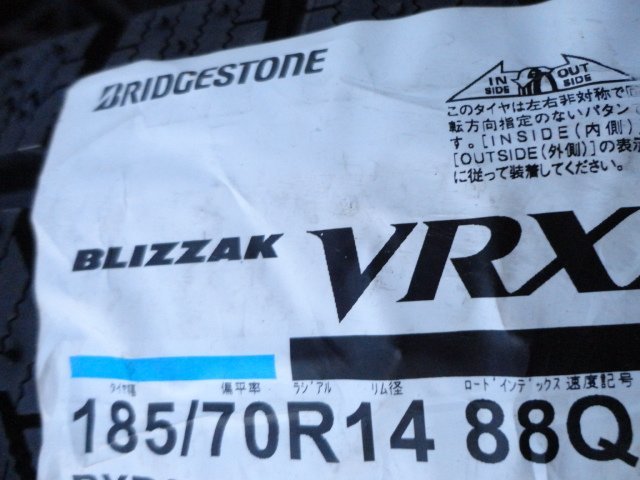 BRIDGESTONE
IN SIDE OUT SIDE
このタイヤは左右非対称で回
転方向指定のないパタン
す。[INSIDE(内側)
[OUTSIDE(外側)]の表示
に従って装着してください。
BLIZZAK VRX
タイヤ幅 偏平率 ラジアル リム径 ロードインデックス 速度記号
185/70R14 88Q